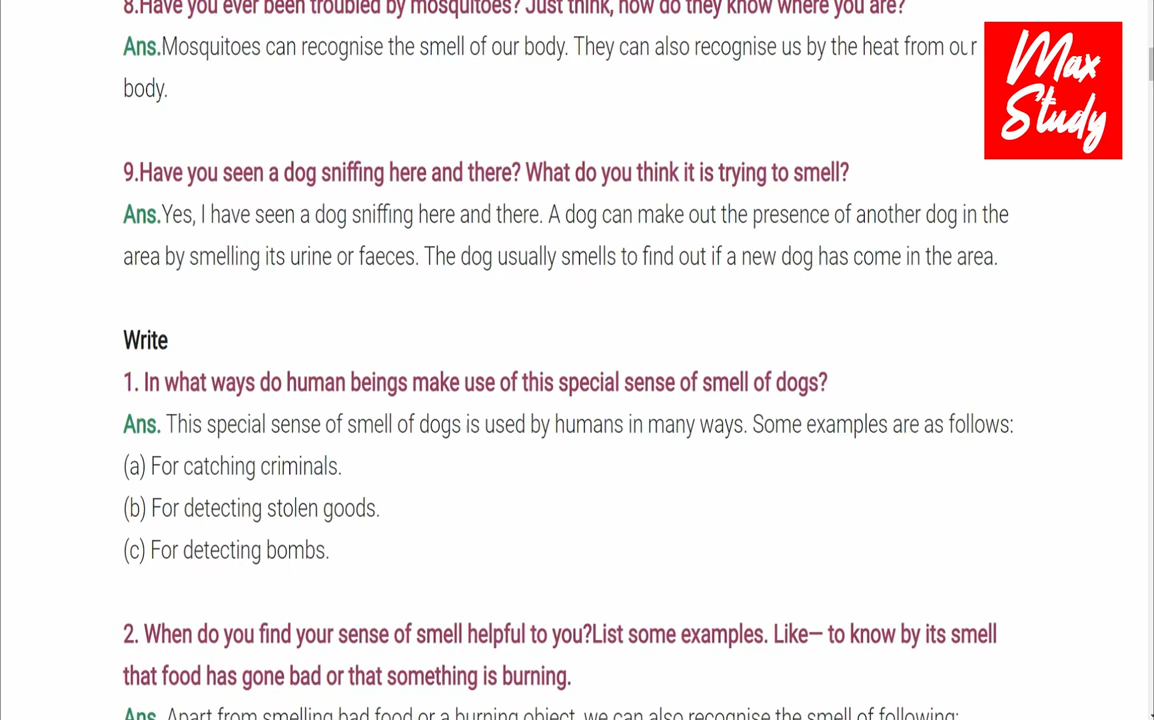 8.Have you ever been troubled by mosquitoes? Just think, how do they know where you are?
Ans.Mosquitoes can recognise the smell of our body. They can also recognise us by the heat from our
body.
Max
Study
9.Have you seen a dog sniffing here and there? What do you think it is trying to smell?
Ans.Yes, I have seen a dog sniffing here and there. A dog can make out the presence of another dog in the
area by smelling its urine or faeces. The dog usually smells to find out if a new dog has come in the area.
Write
1. In what ways do human beings make use of this special sense of smell of dogs?
Ans. This special sense of smell of dogs is used by humans in many ways. Some examples are as follows:
(a) For catching criminals.
(b) For detecting stolen goods.
(c) For detecting bombs.
2. When do you find your sense of smell helpful to you?List some examples. Like– to know by its smell
that food has gone bad or that something is burning.
Ans. Apart from smelling bad food or a burning object, we can also recognise the smell of following: